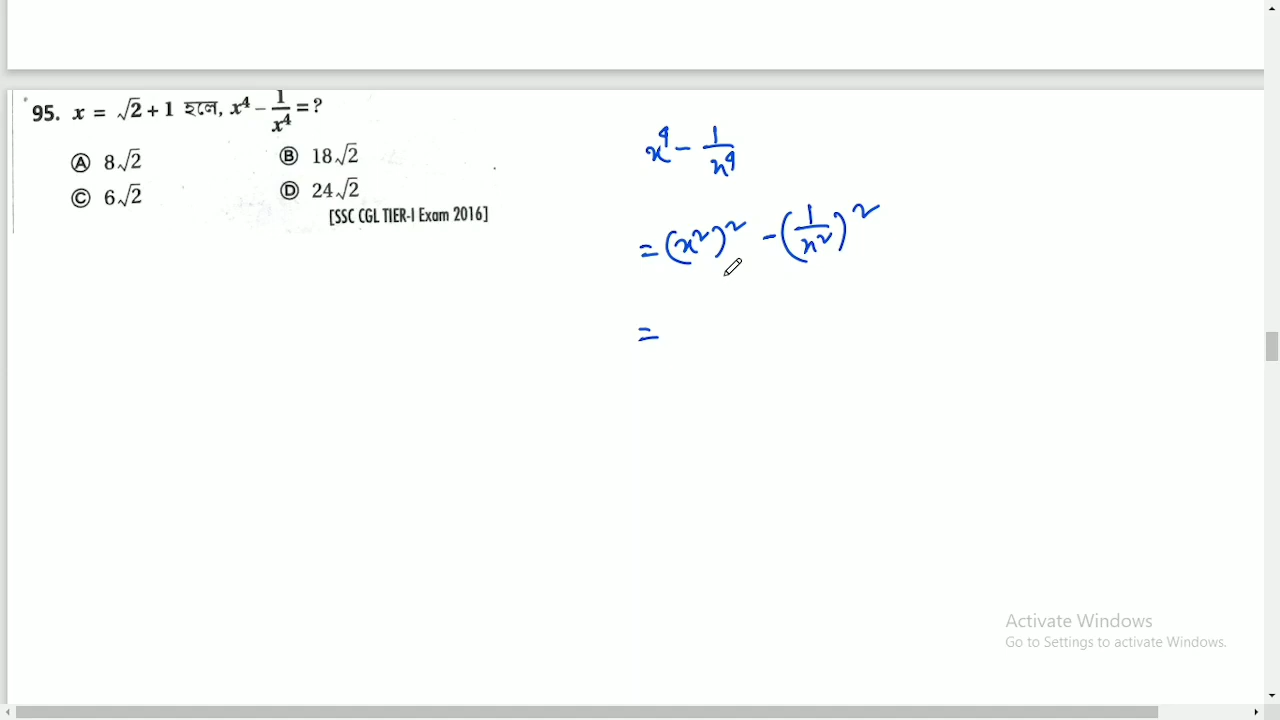 95. x = √2 + 1 হলে, x⁴ – 1/x⁴ = ?
Ⓐ 8√2
Ⓑ 18√2
Ⓒ 6√2
Ⓓ 24√2
[SSC CGL TIER-I Exam 2016]
x⁴ – 1/x⁴
= (x²)² – (1/x²)²
=
Activate Windows
Go to Settings to activate Windows.